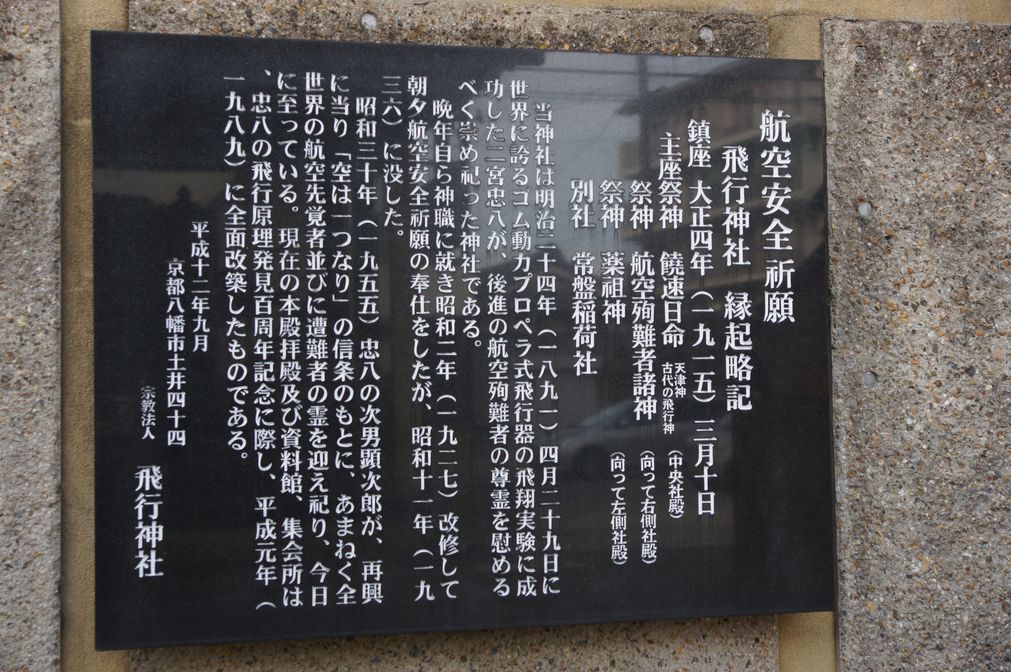 航空安全祈願
飛行神社 縁起略記
鎮座 大正四年(一九一五)三月十日
主座祭神 饒速日命 天津神 古代の飛行神 (中央社殿)
祭神 航空殉難者諸神 (向って右側社殿)
祭神 薬祖神 (向って左側社殿)
別社 常盤稲荷社
当神社は明治二十四年(一八九一)四月二十九日に
世界に誇るゴム動力プロペラ式飛行器の飛翔実験に成
功した二宮忠八が、後進の航空殉難者の尊霊を慰める
べく崇め祀った神社である。
晩年自ら神職に就き昭和二年(一九二七)改修して
朝夕航空安全祈願の奉仕をしたが、昭和十一年(一九
三六)に没した。
昭和三十年(一九五五)忠八の次男顕次郎が、再興
に当り「空は一つなり」の信条のもとに、あまねく全
世界の航空先覚者並びに遭難者の霊を迎え祀り、今日
に至っている。現在の本殿拝殿及び資料館、集会所は
、忠八の飛行原理発見百周年記念に際し、平成元年(
一九八九)に全面改築したものである。
平成十二年九月
京都八幡市土井四十四
宗教法人 飛行神社